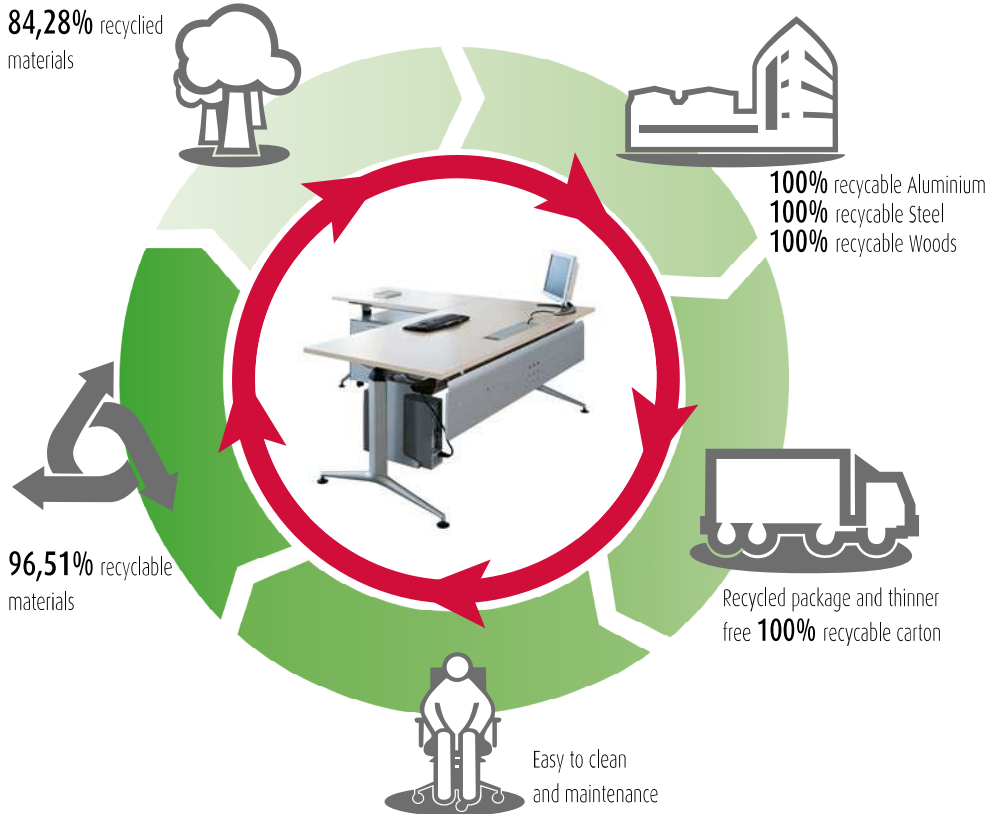 84,28% recyclied
materials
100% recycable Aluminium
100% recycable Steel
100% recycable Woods
Recycled package and thinner
free 100% recycable carton
Easy to clean
and maintenance
96,51% recyclable
materials